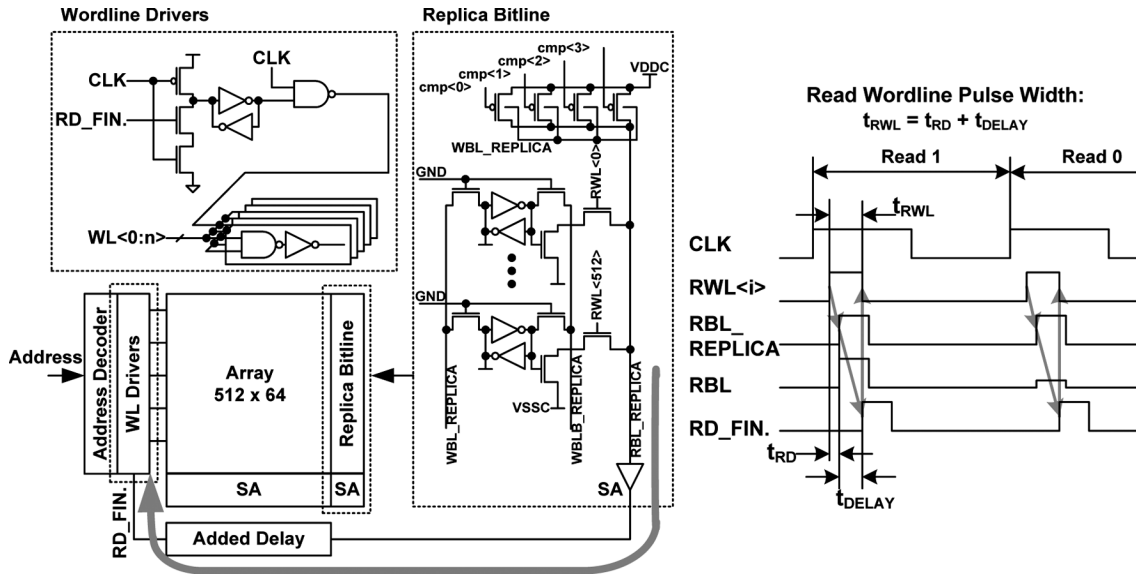 Wordline Drivers
CLK
CLK
RD_FIN.
WL<0:n>
Replica Bitline
cmp<3>
cmp<2>
cmp<1>
cmp<0>
VDDC
WBL_REPLICA
RWL<0>
GND
RWL<512>
GND
VSSC
WBL_REPLICA
WBLB_REPLICA
RBL_REPLICA
SA
Address
Address Decoder
WL Drivers
Array
512 x 64
Replica Bitline
SA
SA
RD_FIN.
Added Delay
Read Wordline Pulse Width:
tRWL = tRD + tDELAY
Read 1
Read 0
tRWL
CLK
RWL<i>
RBL_
REPLICA
RBL
RD_FIN.
tRD
tDELAY